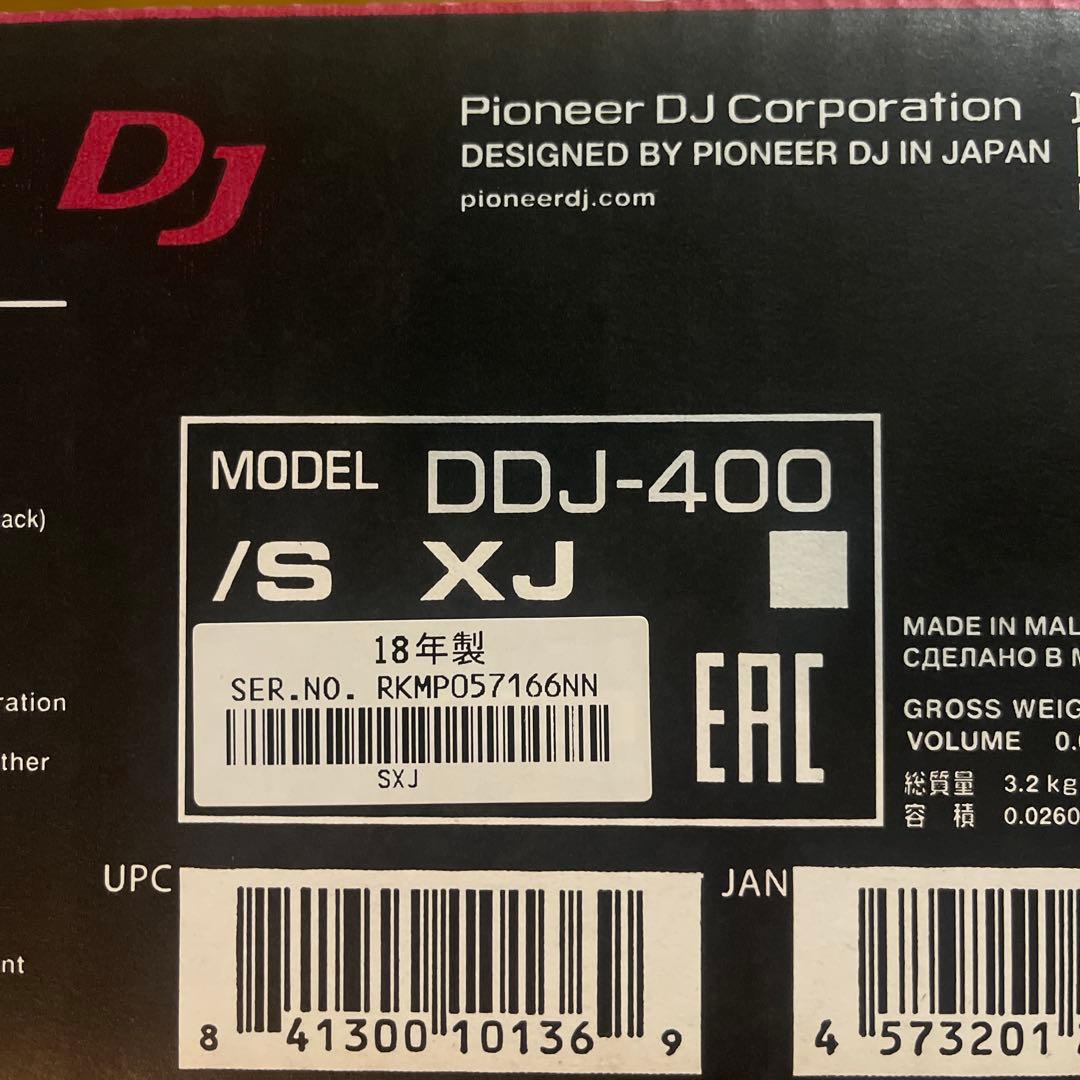 DJ
Pioneer DJ Corporation
DESIGNED BY PIONEER DJ IN JAPAN
pioneerdj.com
ack)
ration
ther
nt
MODEL DDJ-400
/S XJ
18年製
SER.NO. RKMP057166NN
SXJ
EAC
MADE IN MAL
СДЕЛАНО В М
GROSS WEIG
VOLUME 0.
総質量 3.2 kg
容 積 0.0260
UPC
8 41300 10136 9
JAN
4 573201